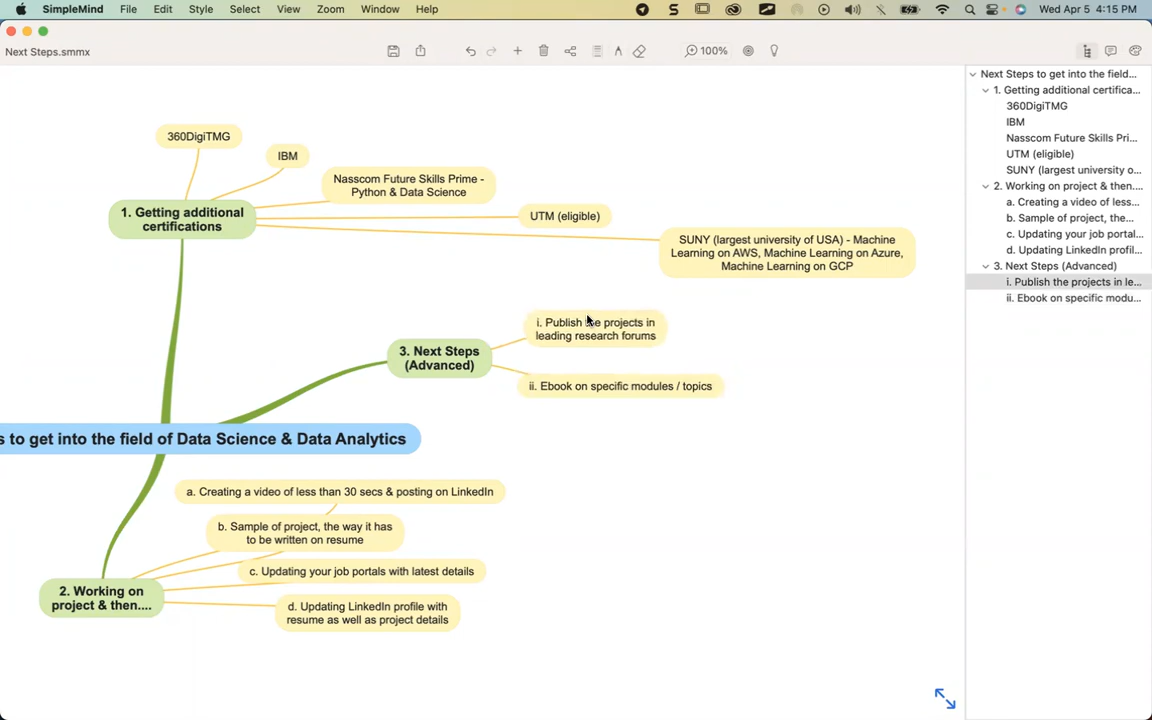 SimpleMind File Edit Style Select View Zoom Window Help
Wed Apr 5 4:15 PM
Next Steps.smmx
100%
360DigiTMG
IBM
Nasscom Future Skills Prime -
Python & Data Science
1. Getting additional
certifications
UTM (eligible)
SUNY (largest university of USA) - Machine
Learning on AWS, Machine Learning on Azure,
Machine Learning on GCP
i. Publish the projects in
leading research forums
3. Next Steps
(Advanced)
ii. Ebook on specific modules / topics
s to get into the field of Data Science & Data Analytics
a. Creating a video of less than 30 secs & posting on LinkedIn
b. Sample of project, the way it has
to be written on resume
c. Updating your job portals with latest details
2. Working on
project & then....
d. Updating LinkedIn profile with
resume as well as project details
Next Steps to get into the field...
1. Getting additional certifica...
360DigiTMG
IBM
Nasscom Future Skills Pri...
UTM (eligible)
SUNY (largest university o...
2. Working on project & then....
a. Creating a video of less...
b. Sample of project, the...
c. Updating your job portal...
d. Updating LinkedIn profil...
3. Next Steps (Advanced)
i. Publish the projects in le...
ii. Ebook on specific modu...